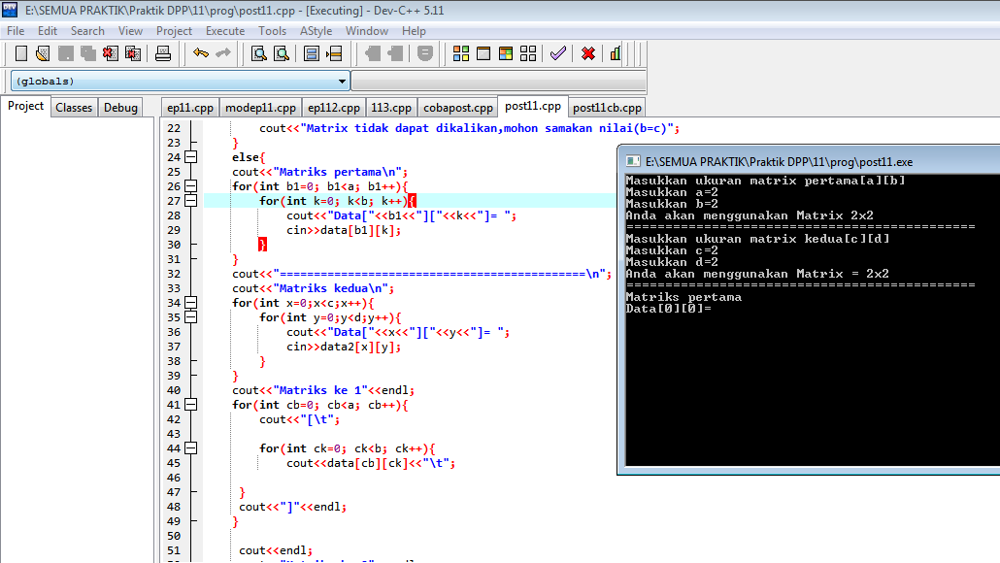 E:\SEMUA PRAKTIK\Praktik DPP\11\prog\post11.cpp - [Executing] - Dev-C++ 5.11
File Edit Search View Project Execute Tools AStyle Window Help
(globals)
Project Classes Debug
ep11.cpp modep11.cpp ep112.cpp 113.cpp cobapost.cpp post11.cpp post11cb.cpp
22 cout<<"Matrix tidak dapat dikalikan,mohon samakan nilai(b=c)";
23 }
24 else{
25 cout<<"Matriks pertama\n";
26 for(int b1=0; b1<a; b1++){
27 for(int k=0; k<b; k++){
28 cout<<"Data["<<b1<<"]["<<k<<"]= ";
29 cin>>data[b1][k];
30 }
31 }
32 cout<<"=============================================\n";
33 cout<<"Matriks kedua\n";
34 for(int x=0;x<c;x++){
35 for(int y=0;y<d;y++){
36 cout<<"Data["<<x<<"]["<<y<<"]= ";
37 cin>>data2[x][y];
38 }
39 }
40 cout<<"Matriks ke 1"<<endl;
41 for(int cb=0; cb<a; cb++){
42 cout<<"[\t";
43
44 for(int ck=0; ck<b; ck++){
45 cout<<data[cb][ck]<<"\t";
46
47 }
48 cout<<"]"<<endl;
49 }
50
51 cout<<endl;
E:\SEMUA PRAKTIK\Praktik DPP\11\prog\post11.exe
Masukkan ukuran matrix pertama[a][b]
Masukkan a=2
Masukkan b=2
Anda akan menggunakan Matrix 2x2
=============================================
Masukkan ukuran matrix kedua[c][d]
Masukkan c=2
Masukkan d=2
Anda akan menggunakan Matrix = 2x2
=============================================
Matriks pertama
Data[0][0]=